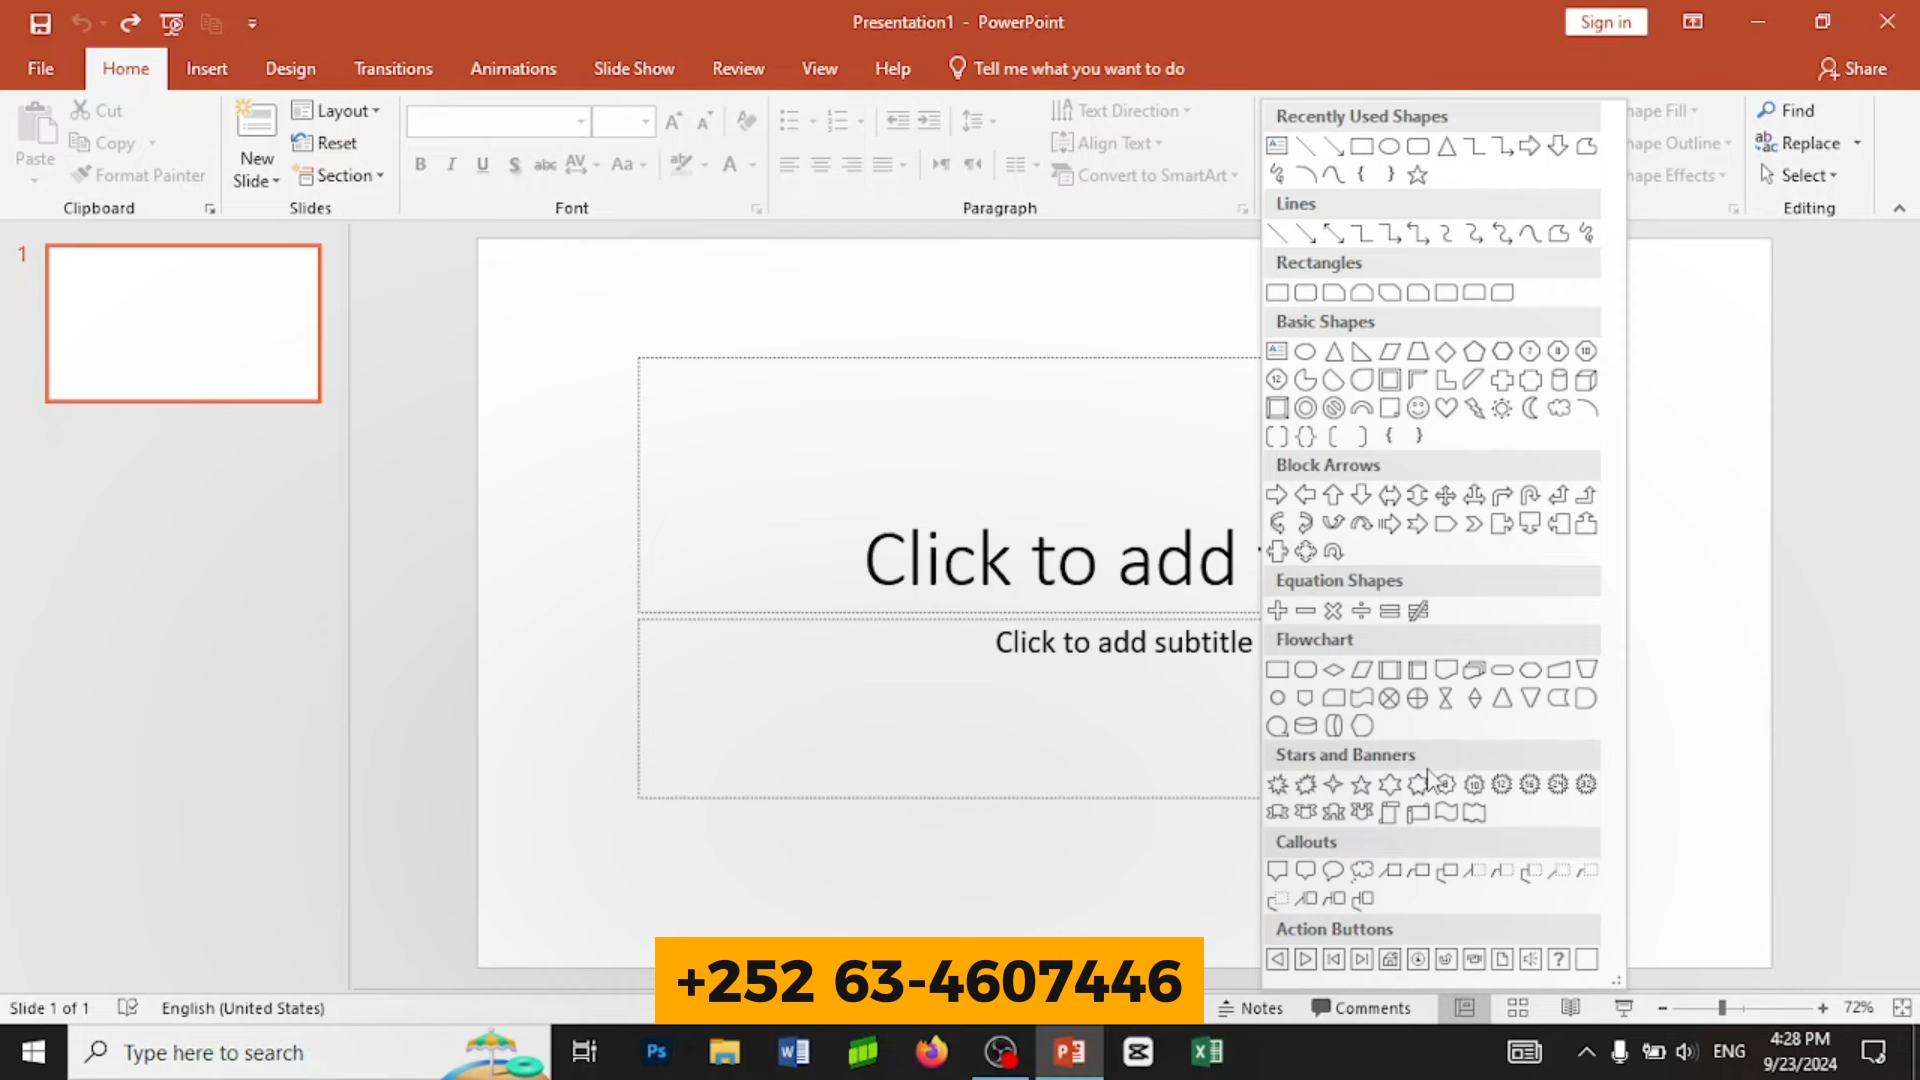 Presentation1 - PowerPoint
Sign in
File Home Insert Design Transitions Animations Slide Show Review View Help Tell me what you want to do Share
Paste
Cut
Copy
Format Painter
Clipboard
New
Slide
Layout
Reset
Section
Slides
B I U S abc AV Aa A
Font
Text Direction
Align Text
Convert to SmartArt
Paragraph
hape Fill
hape Outline
hape Effects
Find
Replace
Select
Editing
Recently Used Shapes
Lines
Rectangles
Basic Shapes
Block Arrows
Equation Shapes
Flowchart
Stars and Banners
Callouts
Action Buttons
1
Click to add
Click to add subtitle
+252 63-4607446
Slide 1 of 1 English (United States) Notes Comments 72%
Type here to search
Ps
ENG
4:28 PM
9/23/2024